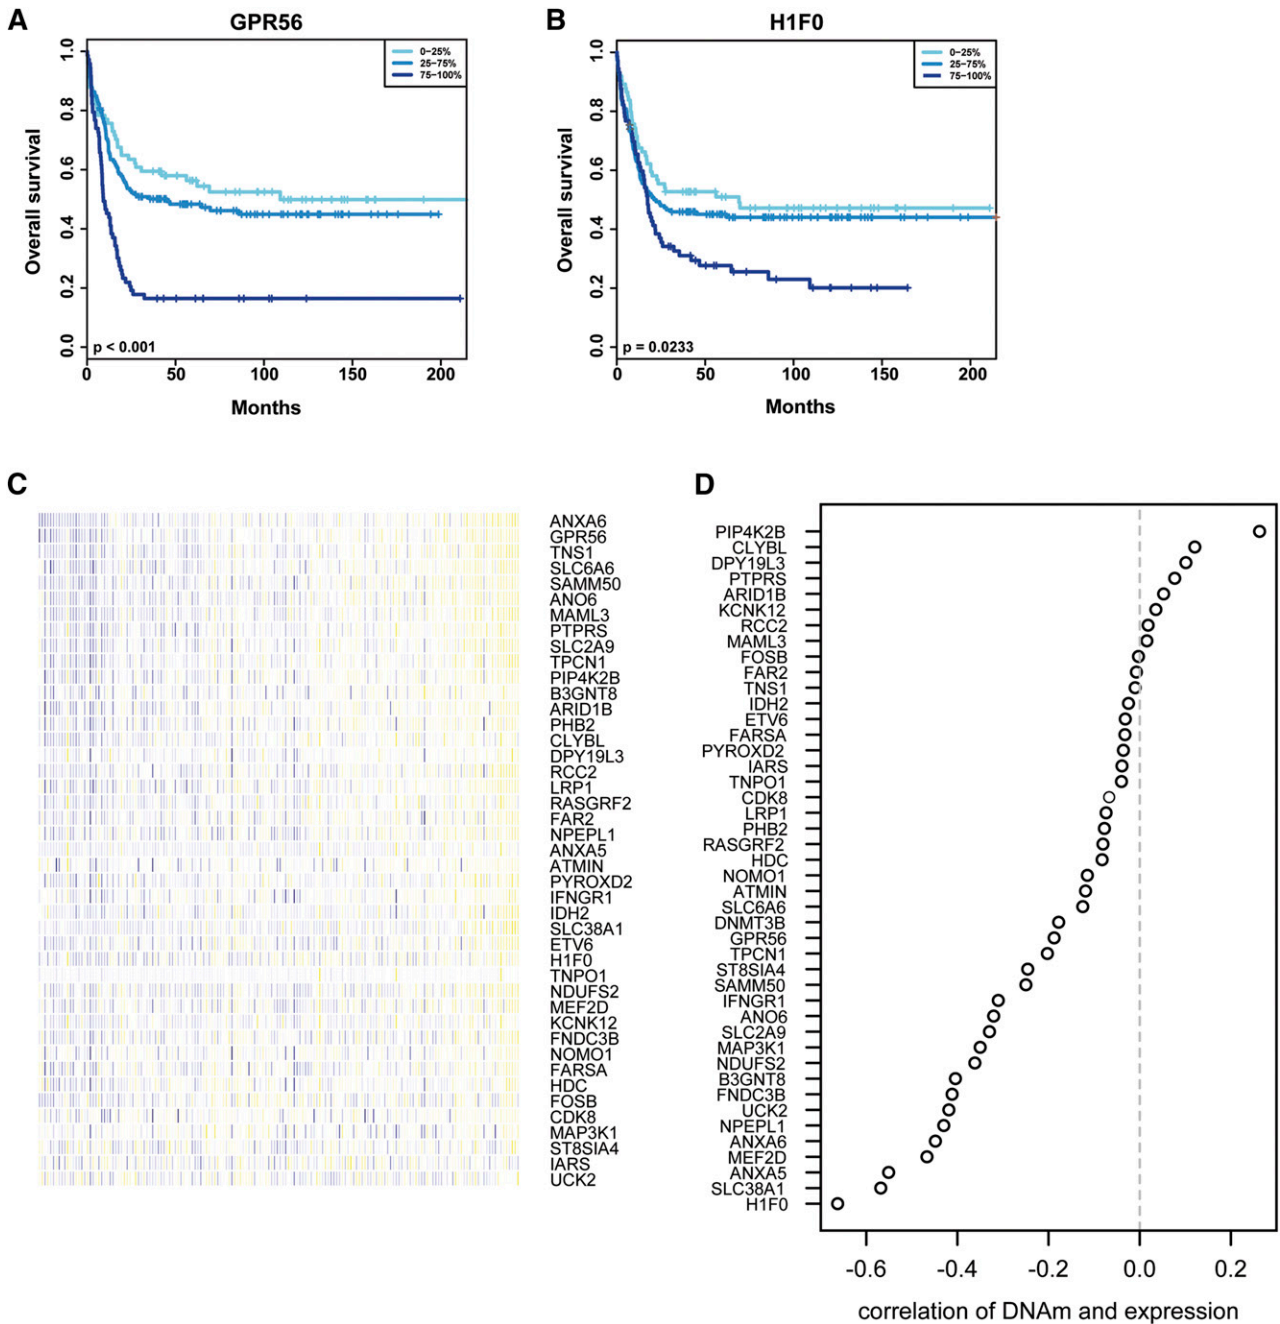 A
GPR56
1.0
0.8
0.6
0.4
0.2
0.0
Overall survival
0-25%
25-75%
75-100%
p < 0.001
0
50
100
150
200
Months
B
H1F0
1.0
0.8
0.6
0.4
0.2
0.0
Overall survival
0-25%
25-75%
75-100%
p = 0.0233
0
50
100
150
200
Months
C
ANXA6
GPR56
TNS1
SLC6A6
SAMM50
ANO6
MAML3
PTPRS
SLC2A9
TPCN1
PIP4K2B
B3GNT8
ARID1B
PHB2
CLYBL
DPY19L3
RCC2
LRP1
RASGRF2
FAR2
NPEPL1
ANXA5
ATMIN
PYROXD2
IFNGR1
IDH2
SLC38A1
ETV6
H1F0
TNPO1
NDUFS2
MEF2D
KCNK12
FNDC3B
NOMO1
FARSA
HDC
FOSB
CDK8
MAP3K1
ST8SIA4
IARS
UCK2
D
PIP4K2B
CLYBL
DPY19L3
PTPRS
ARID1B
KCNK12
RCC2
MAML3
FOSB
FAR2
TNS1
IDH2
ETV6
FARSA
PYROXD2
IARS
TNPO1
CDK8
LRP1
PHB2
RASGRF2
HDC
NOMO1
ATMIN
SLC6A6
DNMT3B
GPR56
TPCN1
ST8SIA4
SAMM50
IFNGR1
ANO6
SLC2A9
MAP3K1
NDUFS2
B3GNT8
FNDC3B
UCK2
NPEPL1
ANXA6
MEF2D
ANXA5
SLC38A1
H1F0
-0.6
-0.4
-0.2
0.0
0.2
correlation of DNAm and expression